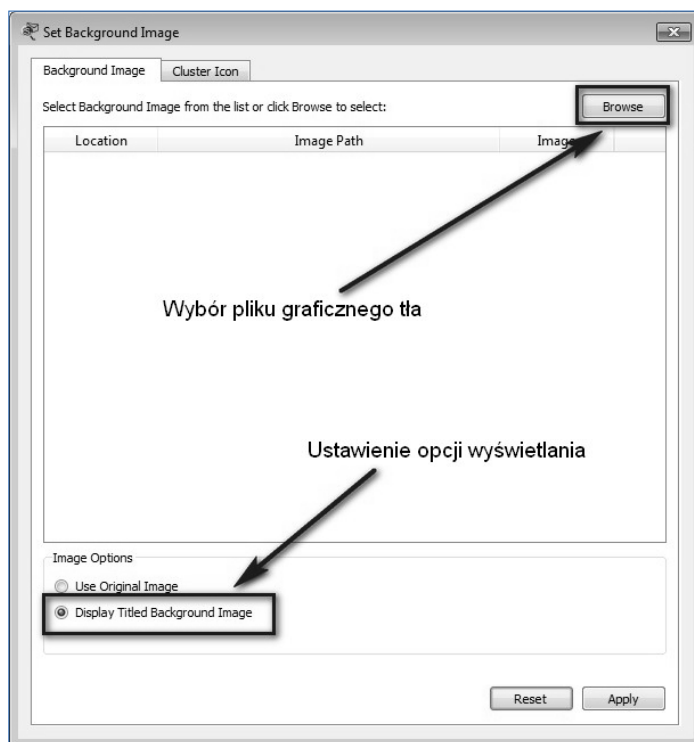 Set Background Image
Background Image
Cluster Icon
Select Background Image from the list or click Browse to select:
Browse
Location
Image Path
Image
Wybór pliku graficznego tła
Ustawienie opcji wyświetlania
Image Options
Use Original Image
Display Titled Background Image
Reset
Apply